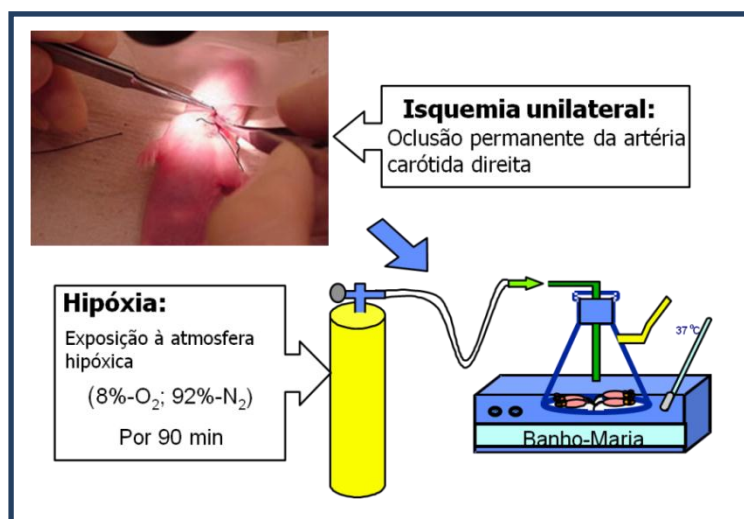 Isquemia unilateral:
Oclusão permanente da artéria
carótida direita
Hipóxia:
Exposição à atmosfera
hipóxica
(8%-O₂; 92%-N₂)
Por 90 min
37 °C
Banho-Maria